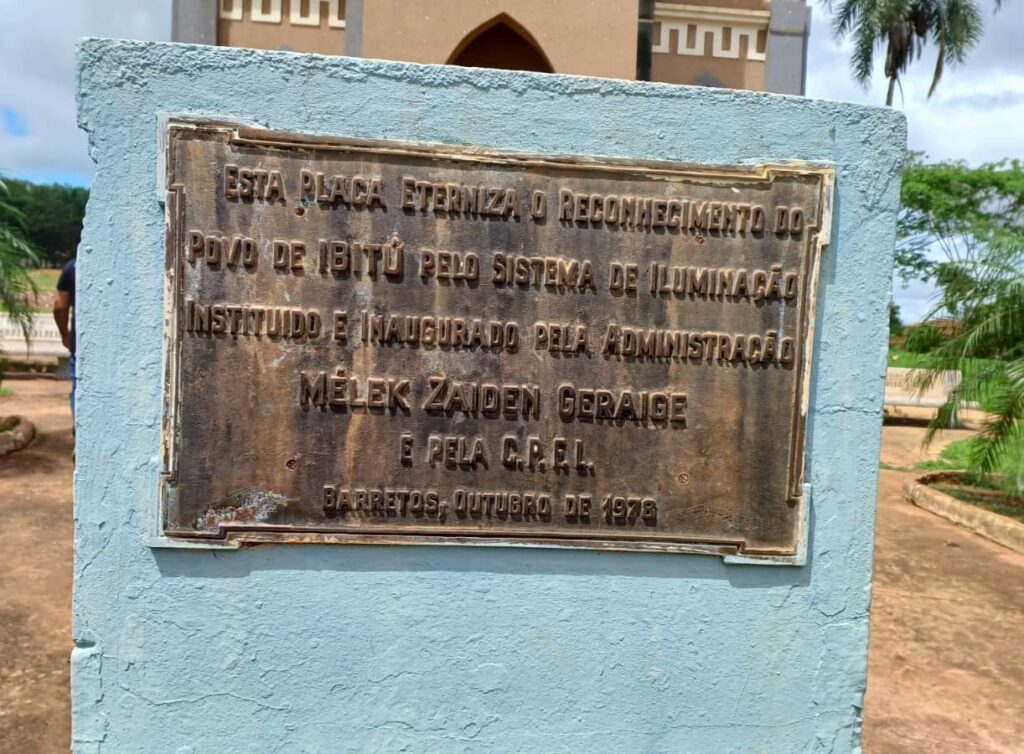 Esta Placa Eterniza o Reconhecimento do
Povo de iBitú pelo Sistema de Iluminação
Instituido e Inaugurado pela Administração
Mélek Zaiden Geraige
e pela C.P.F.L.
Barretos, Outubro de 1978